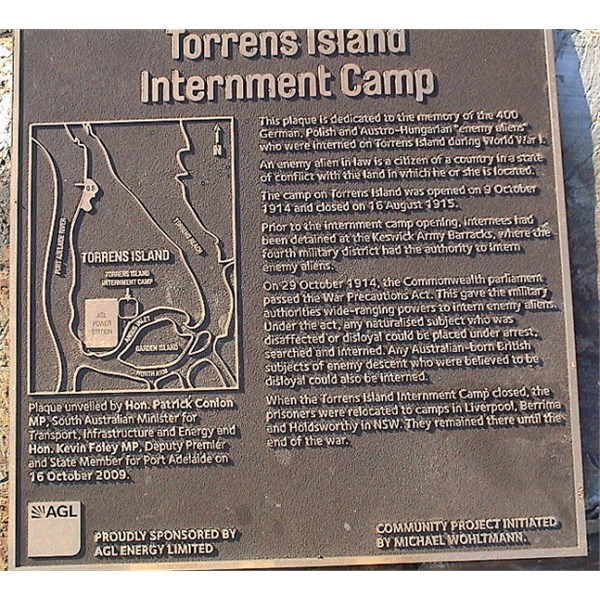 Torrens Island
Internment Camp
This plaque is dedicated to the memory of the 400
German, Polish and Austro-Hungarian "enemy aliens"
who were interned on Torrens Island during World War I.
An enemy alien in law is a citizen of a country in a state
of conflict with the land in which he or she is located.
The camp on Torrens Island was opened on 9 October
1914 and closed on 16 August 1915.
Prior to the internment camp opening, internees had
been detained at the Keswick Army Barracks, where the
fourth military district had the authority to intern
enemy aliens.
On 29 October 1914, the Commonwealth parliament
passed the War Precautions Act. This gave the military
authorities wide-ranging powers to intern enemy aliens.
Under the act, any naturalised subject who was
disaffected or disloyal could be placed under arrest,
searched and interned. Any Australian-born British
subjects of enemy descent who were believed to be
disloyal could also be interned.
When the Torrens Island Internment Camp closed, the
prisoners were relocated to camps in Liverpool, Berrima
and Holdsworthy in NSW. They remained there until the
end of the war.
N
0.5
PORT ADELAIDE RIVER
TORRENS REACH
TORRENS ISLAND
TORRENS ISLAND
INTERNMENT CAMP
AGL
POWER
STATION
INLET
GARDEN ISLAND
NORTH ARM
Plaque unveiled by Hon. Patrick Conlon
MP, South Australian Minister for
Transport, Infrastructure and Energy and
Hon. Kevin Foley MP, Deputy Premier
and State Member for Port Adelaide on
16 October 2009.
AGL
PROUDLY SPONSORED BY
AGL ENERGY LIMITED
COMMUNITY PROJECT INITIATED
BY MICHAEL WOHLTMANN.